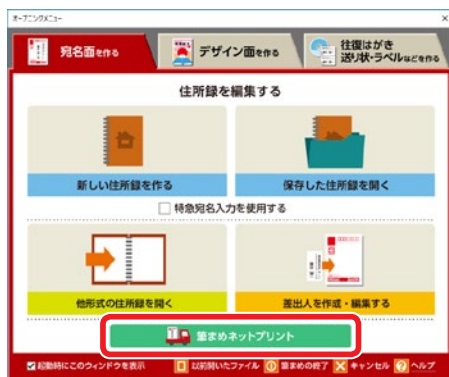 オープニングメニュー
宛名面を作る
デザイン面を作る
往復はがき
送り状・ラベルなどを作る
住所録を編集する
新しい住所録を作る
保存した住所録を開く
特急宛名入力を使用する
他形式の住所録を開く
差出人を作成・編集する
筆まめネットプリント
起動時にこのウィンドウを表示
以前開いたファイル
筆まめの終了
キャンセル
ヘルプ